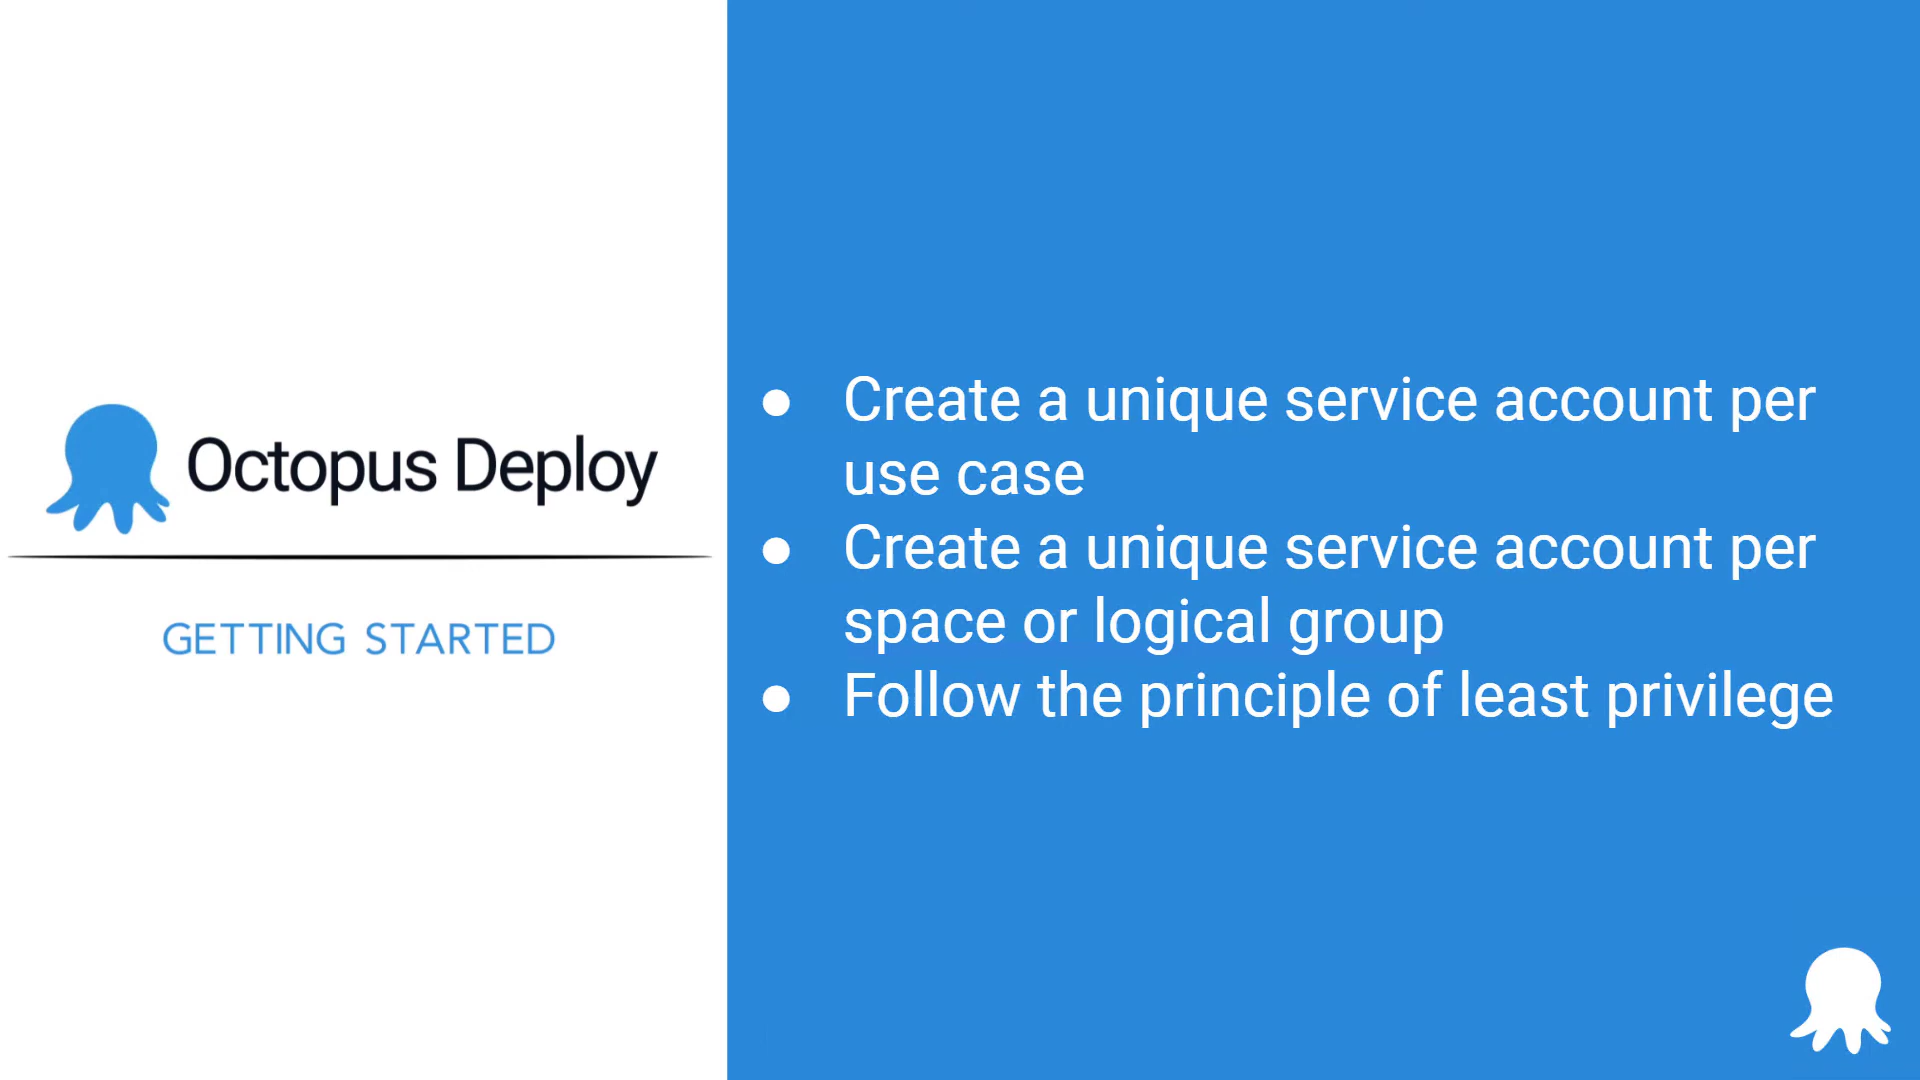 Octopus Deploy
GETTING STARTED
● Create a unique service account per
use case
● Create a unique service account per
space or logical group
● Follow the principle of least privilege